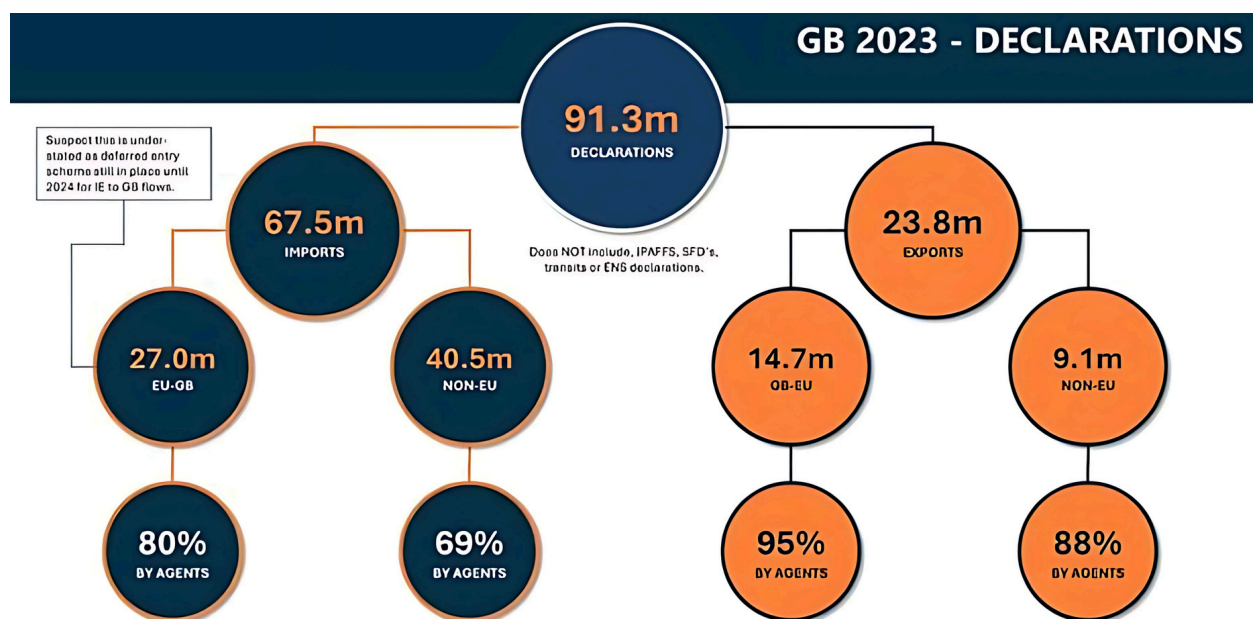 GB 2023 - DECLARATIONS
91.3m
DECLARATIONS
Suspect this is under-
stated as deferred entry
scheme still in place until
2024 for IE to GB flows.
67.5m
IMPORTS
Does NOT include, IPAFFS, SFD's,
transits or ENS declarations.
23.8m
EXPORTS
27.0m
EU-GB
40.5m
NON-EU
14.7m
GB-EU
9.1m
NON-EU
80%
BY AGENTS
69%
BY AGENTS
95%
BY AGENTS
88%
BY AGENTS